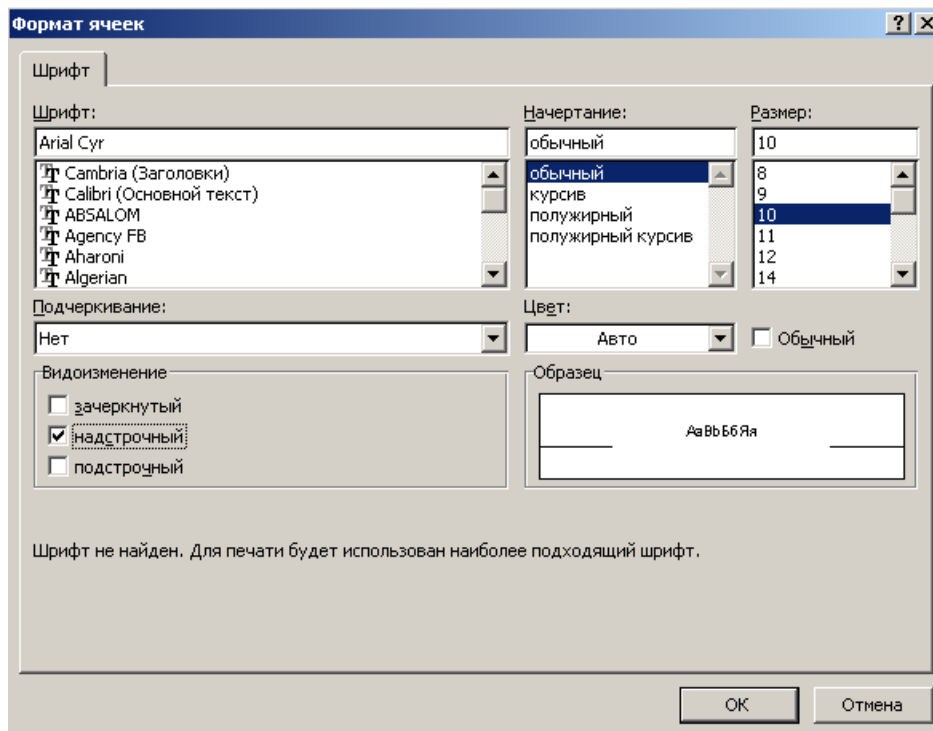 Формат ячеек
Шрифт
Шрифт: Начертание: Размер:
Arial Cyr обычный 10
Cambria (Заголовки) обычный 8
Calibri (Основной текст) курсив 9
ABSALOM полужирный 10
Agency FB полужирный курсив 11
Aharoni 12
Algerian 14
Подчеркивание: Цвет:
Нет Авто Обычный
Видоизменение Образец
зачеркнутый
надстрочный АаBbБбЯя
подстрочный
Шрифт не найден. Для печати будет использован наиболее подходящий шрифт.
ОК Отмена